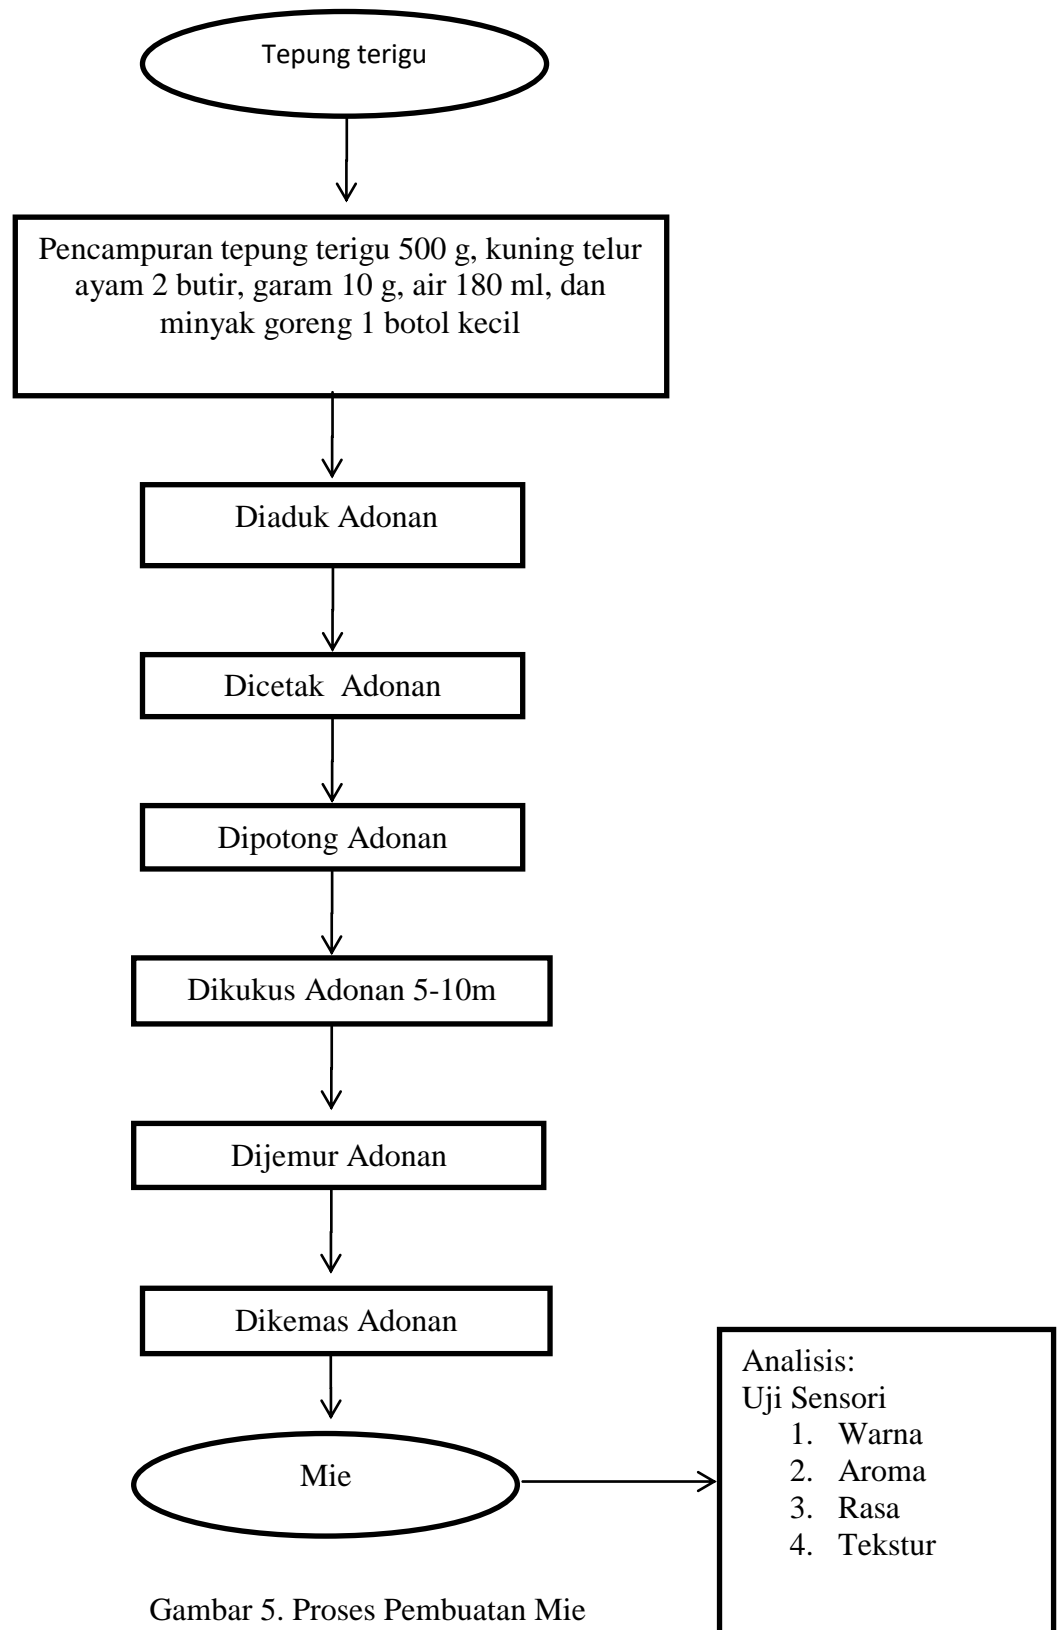 Tepung terigu
Pencampuran tepung terigu 500 g, kuning telur
ayam 2 butir, garam 10 g, air 180 ml, dan
minyak goreng 1 botol kecil
Diaduk Adonan
Dicetak  Adonan
Dipotong Adonan
Dikukus Adonan 5-10m
Dijemur Adonan
Dikemas Adonan
Mie
Analisis:
Uji Sensori
1. Warna
2. Aroma
3. Rasa
4. Tekstur
Gambar 5. Proses Pembuatan Mie